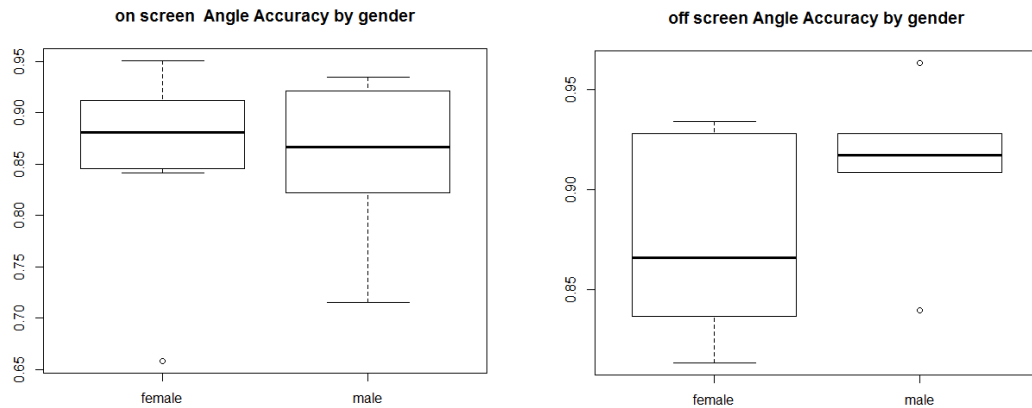 on screen Angle Accuracy by gender
0.95
0.90
0.85
0.80
0.75
0.70
0.65
female male
off screen Angle Accuracy by gender
0.95
0.90
0.85
female male